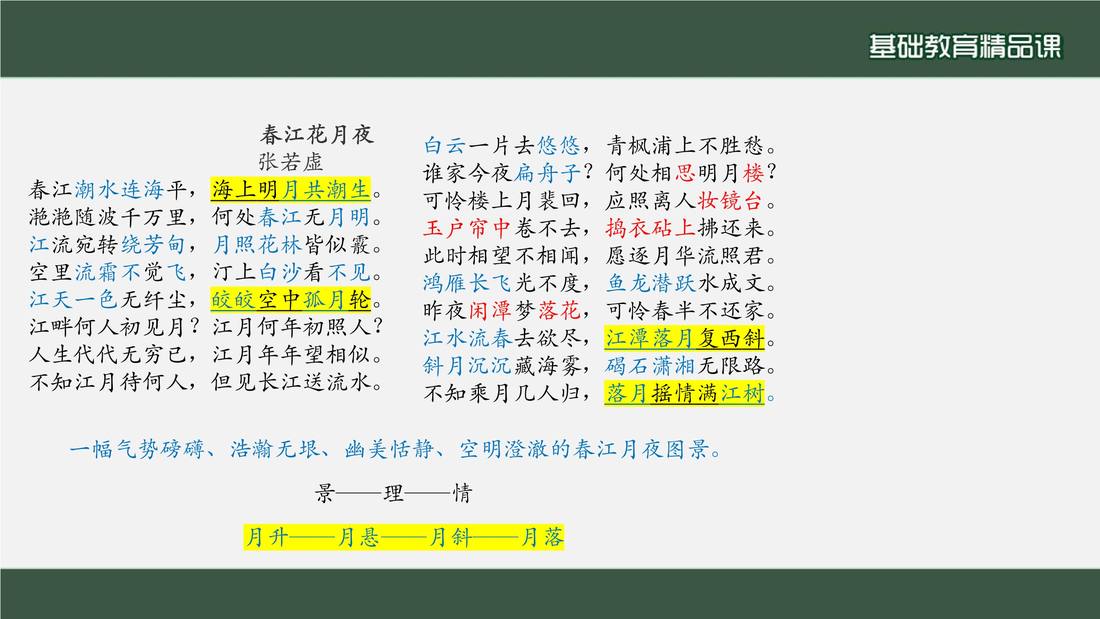 基础教育精品课
春江花月夜
张若虚
春江潮水连海平，海上明月共潮生。
滟滟随波千万里，何处春江无月明。
江流宛转绕芳甸，月照花林皆似霰。
空里流霜不觉飞，汀上白沙看不见。
江天一色无纤尘，皎皎空中孤月轮。
江畔何人初见月？江月何年初照人？
人生代代无穷已，江月年年望相似。
不知江月待何人，但见长江送流水。
白云一片去悠悠，青枫浦上不胜愁。
谁家今夜扁舟子？何处相思明月楼？
可怜楼上月裴回，应照离人妆镜台。
玉户帘中卷不去，捣衣砧上拂还来。
此时相望不相闻，愿逐月华流照君。
鸿雁长飞光不度，鱼龙潜跃水成文。
昨夜闲潭梦落花，可怜春半不还家。
江水流春去欲尽，江潭落月复西斜。
斜月沉沉藏海雾，碣石潇湘无限路。
不知乘月几人归，落月摇情满江树。
一幅气势磅礴、浩瀚无垠、幽美恬静、空明澄澈的春江月夜图景。
景——理——情
月升——月悬——月斜——月落